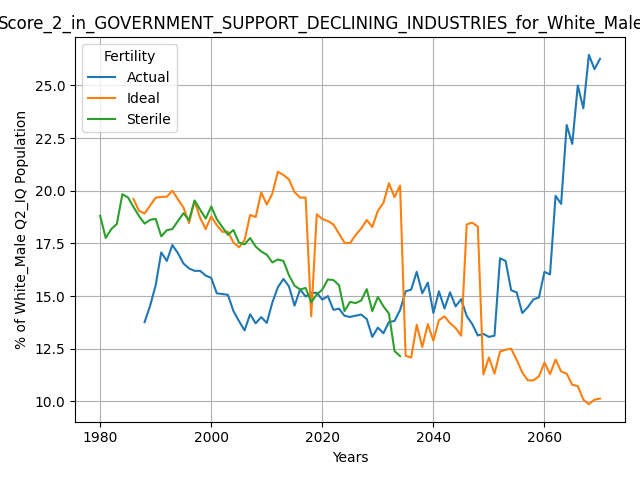 Score_2_in_GOVERNMENT_SUPPORT_DECLINING_INDUSTRIES_for_White_Male
Fertility
Actual
Ideal
Sterile
% of White_Male Q2_IQ Population
25.0
22.5
20.0
17.5
15.0
12.5
10.0
1980
2000
2020
2040
2060
Years